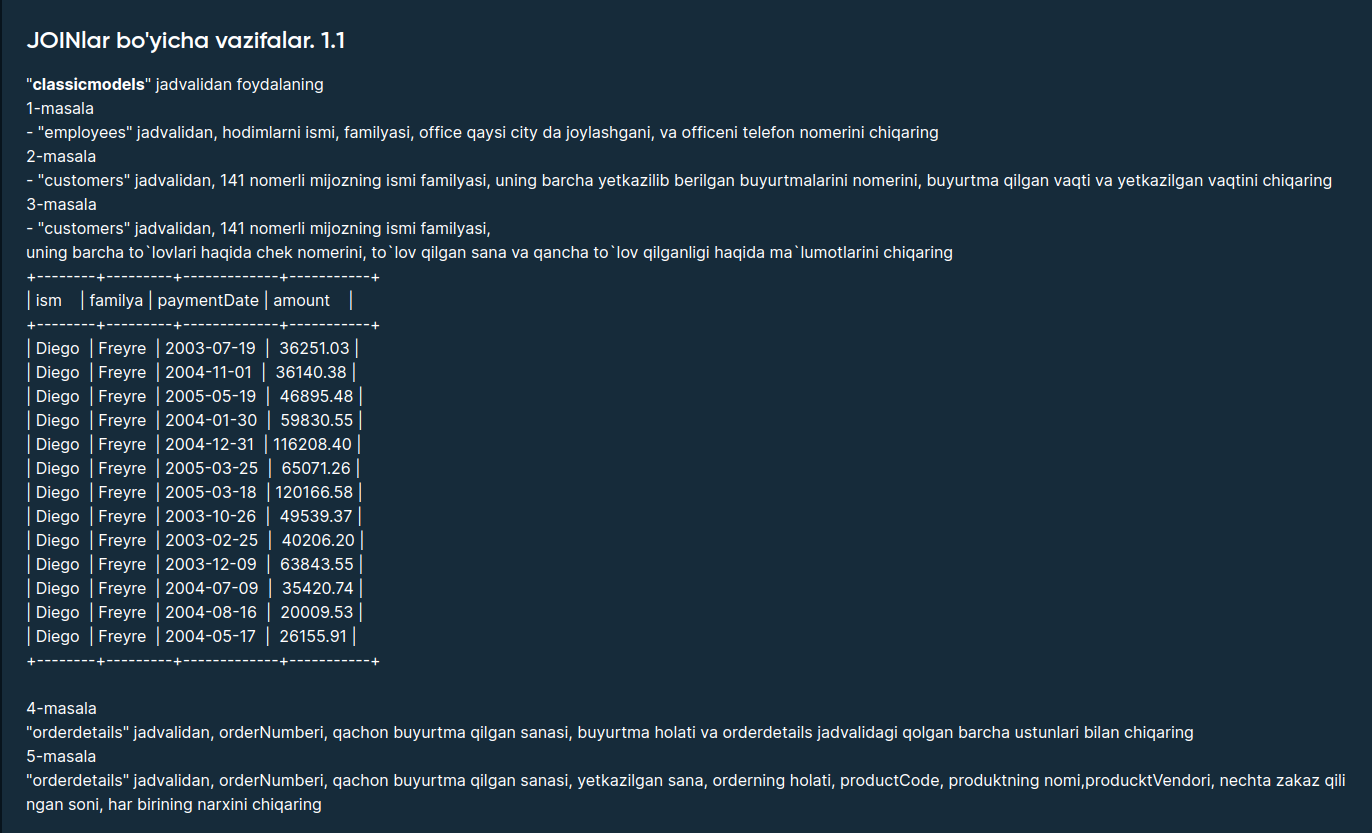 JOINlar bo'yicha vazifalar. 1.1
"classicmodels" jadvalidan foydalaning
1-masala
- "employees" jadvalidan, hodimlarni ismi, familyasi, office qaysi city da joylashgani, va officeni telefon nomerini chiqaring
2-masala
- "customers" jadvalidan, 141 nomerli mijozning ismi familyasi, uning barcha yetkazilib berilgan buyurtmalarini nomerini, buyurtma qilgan vaqti va yetkazilgan vaqtini chiqaring
3-masala
- "customers" jadvalidan, 141 nomerli mijozning ismi familyasi,
uning barcha to`lovlari haqida chek nomerini, to`lov qilgan sana va qancha to`lov qilganligi haqida ma`lumotlarini chiqaring
+--------+---------+-------------+-----------+
| ism    | familya | paymentDate | amount    |
+--------+---------+-------------+-----------+
| Diego  | Freyre  | 2003-07-19  |  36251.03 |
| Diego  | Freyre  | 2004-11-01  |  36140.38 |
| Diego  | Freyre  | 2005-05-19  |  46895.48 |
| Diego  | Freyre  | 2004-01-30  |  59830.55 |
| Diego  | Freyre  | 2004-12-31  | 116208.40 |
| Diego  | Freyre  | 2005-03-25  |  65071.26 |
| Diego  | Freyre  | 2005-03-18  | 120166.58 |
| Diego  | Freyre  | 2003-10-26  |  49539.37 |
| Diego  | Freyre  | 2003-02-25  |  40206.20 |
| Diego  | Freyre  | 2003-12-09  |  63843.55 |
| Diego  | Freyre  | 2004-07-09  |  35420.74 |
| Diego  | Freyre  | 2004-08-16  |  20009.53 |
| Diego  | Freyre  | 2004-05-17  |  26155.91 |
+--------+---------+-------------+-----------+
4-masala
"orderdetails" jadvalidan, orderNumberi, qachon buyurtma qilgan sanasi, buyurtma holati va orderdetails jadvalidagi qolgan barcha ustunlari bilan chiqaring
5-masala
"orderdetails" jadvalidan, orderNumberi, qachon buyurtma qilgan sanasi, yetkazilgan sana, orderning holati, productCode, produktning nomi,producktVendori, nechta zakaz qili
ngan soni, har birining narxini chiqaring